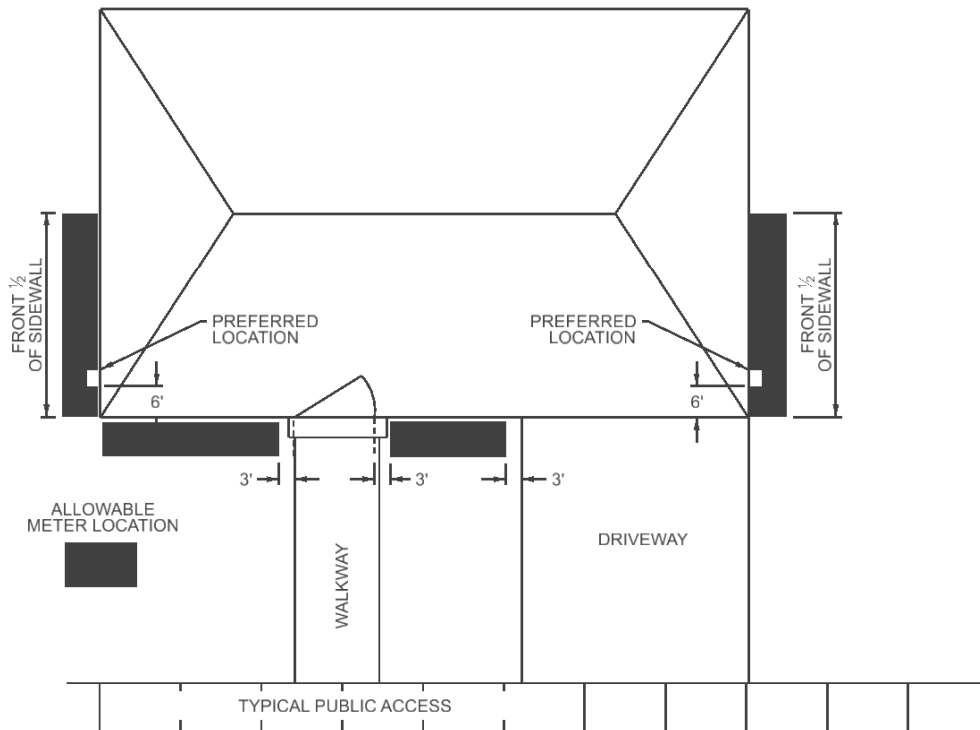 FRONT ½
OF SIDEWALL
PREFERRED
LOCATION
PREFERRED
LOCATION
FRONT ½
OF SIDEWALL
6'
6'
3'
3'
3'
ALLOWABLE
METER LOCATION
WALKWAY
DRIVEWAY
TYPICAL PUBLIC ACCESS